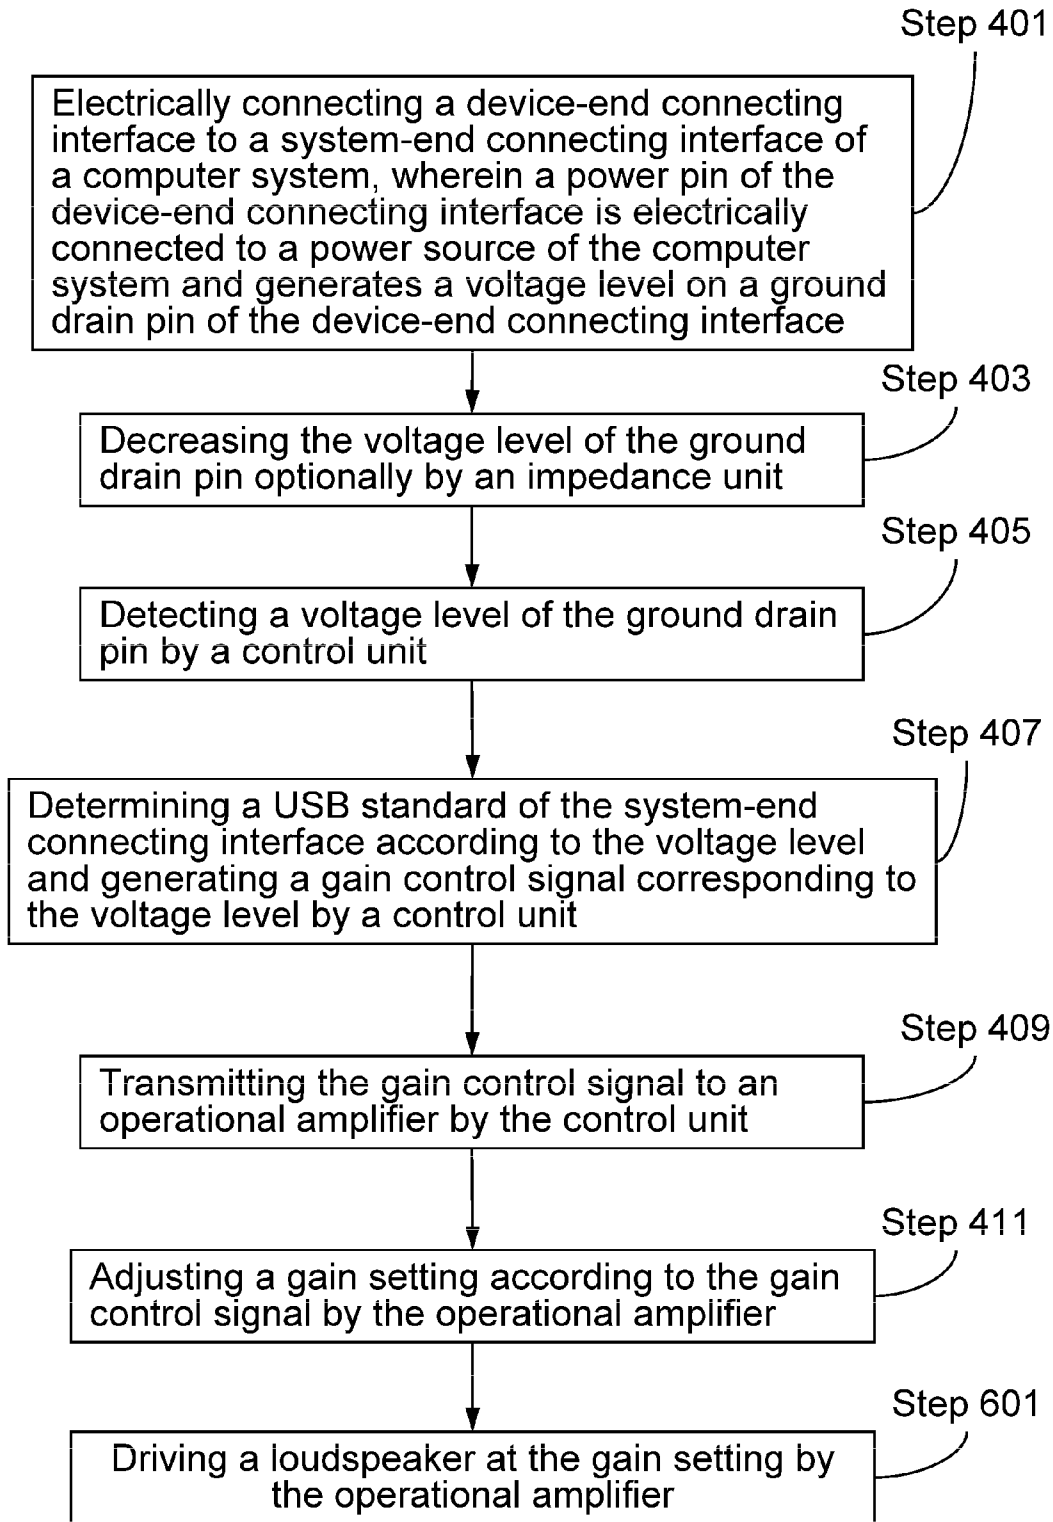 Step 401
Electrically connecting a device-end connecting
interface to a system-end connecting interface of
a computer system, wherein a power pin of the
device-end connecting interface is electrically
connected to a power source of the computer
system and generates a voltage level on a ground
drain pin of the device-end connecting interface
Step 403
Decreasing the voltage level of the ground
drain pin optionally by an impedance unit
Step 405
Detecting a voltage level of the ground drain
pin by a control unit
Step 407
Determining a USB standard of the system-end
connecting interface according to the voltage level
and generating a gain control signal corresponding to
the voltage level by a control unit
Step 409
Transmitting the gain control signal to an
operational amplifier by the control unit
Step 411
Adjusting a gain setting according to the gain
control signal by the operational amplifier
Step 601
Driving a loudspeaker at the gain setting by
the operational amplifier